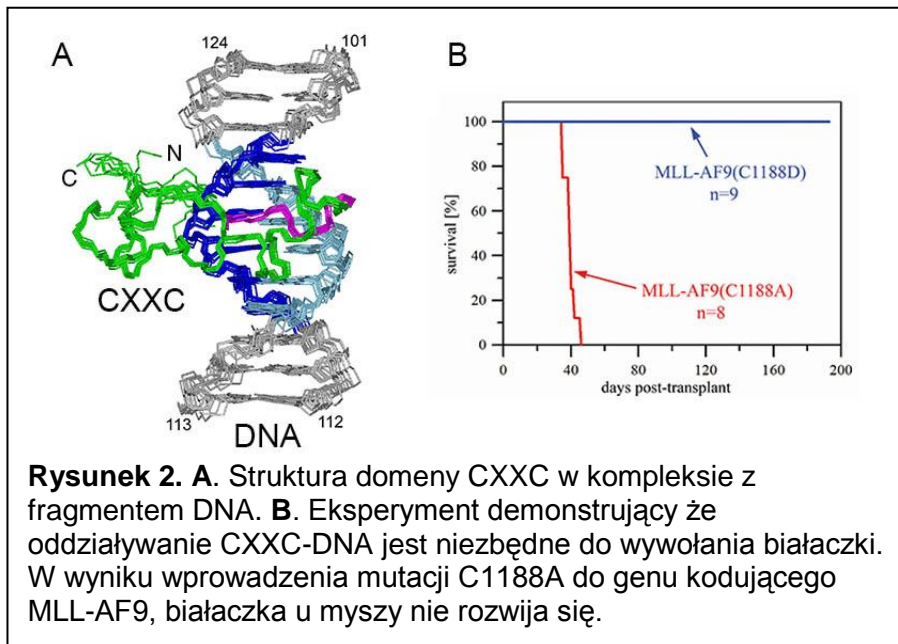 A
124
101
N
C
CXXC
113
112
DNA
B
100
80
60
40
20
0
survival [%]
MLL-AF9(C1188D)
n=9
MLL-AF9(C1188A)
n=8
0 40 80 120 160 200
days post-transplant
Rysunek 2. A. Struktura domeny CXXC w kompleksie z
fragmentem DNA. B. Eksperyment demonstrujący że
oddziaływanie CXXC-DNA jest niezbędne do wywołania białaczki.
W wyniku wprowadzenia mutacji C1188A do genu kodującego
MLL-AF9, białaczka u myszy nie rozwija się.